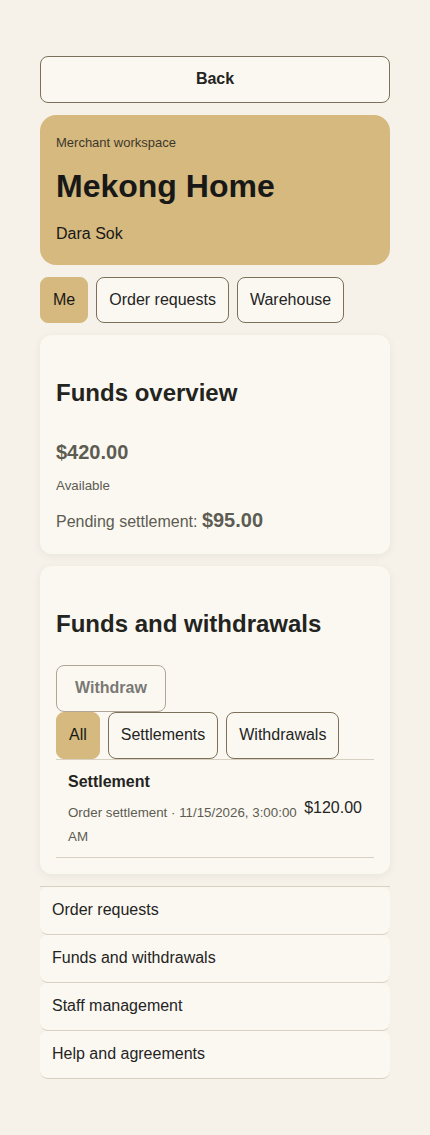 Back
Merchant workspace
Mekong Home
Dara Sok
Me
Order requests
Warehouse
Funds overview
$420.00
Available
Pending settlement: $95.00
Funds and withdrawals
Withdraw
All
Settlements
Withdrawals
Settlement
Order settlement · 11/15/2026, 3:00:00
AM
$120.00
Order requests
Funds and withdrawals
Staff management
Help and agreements